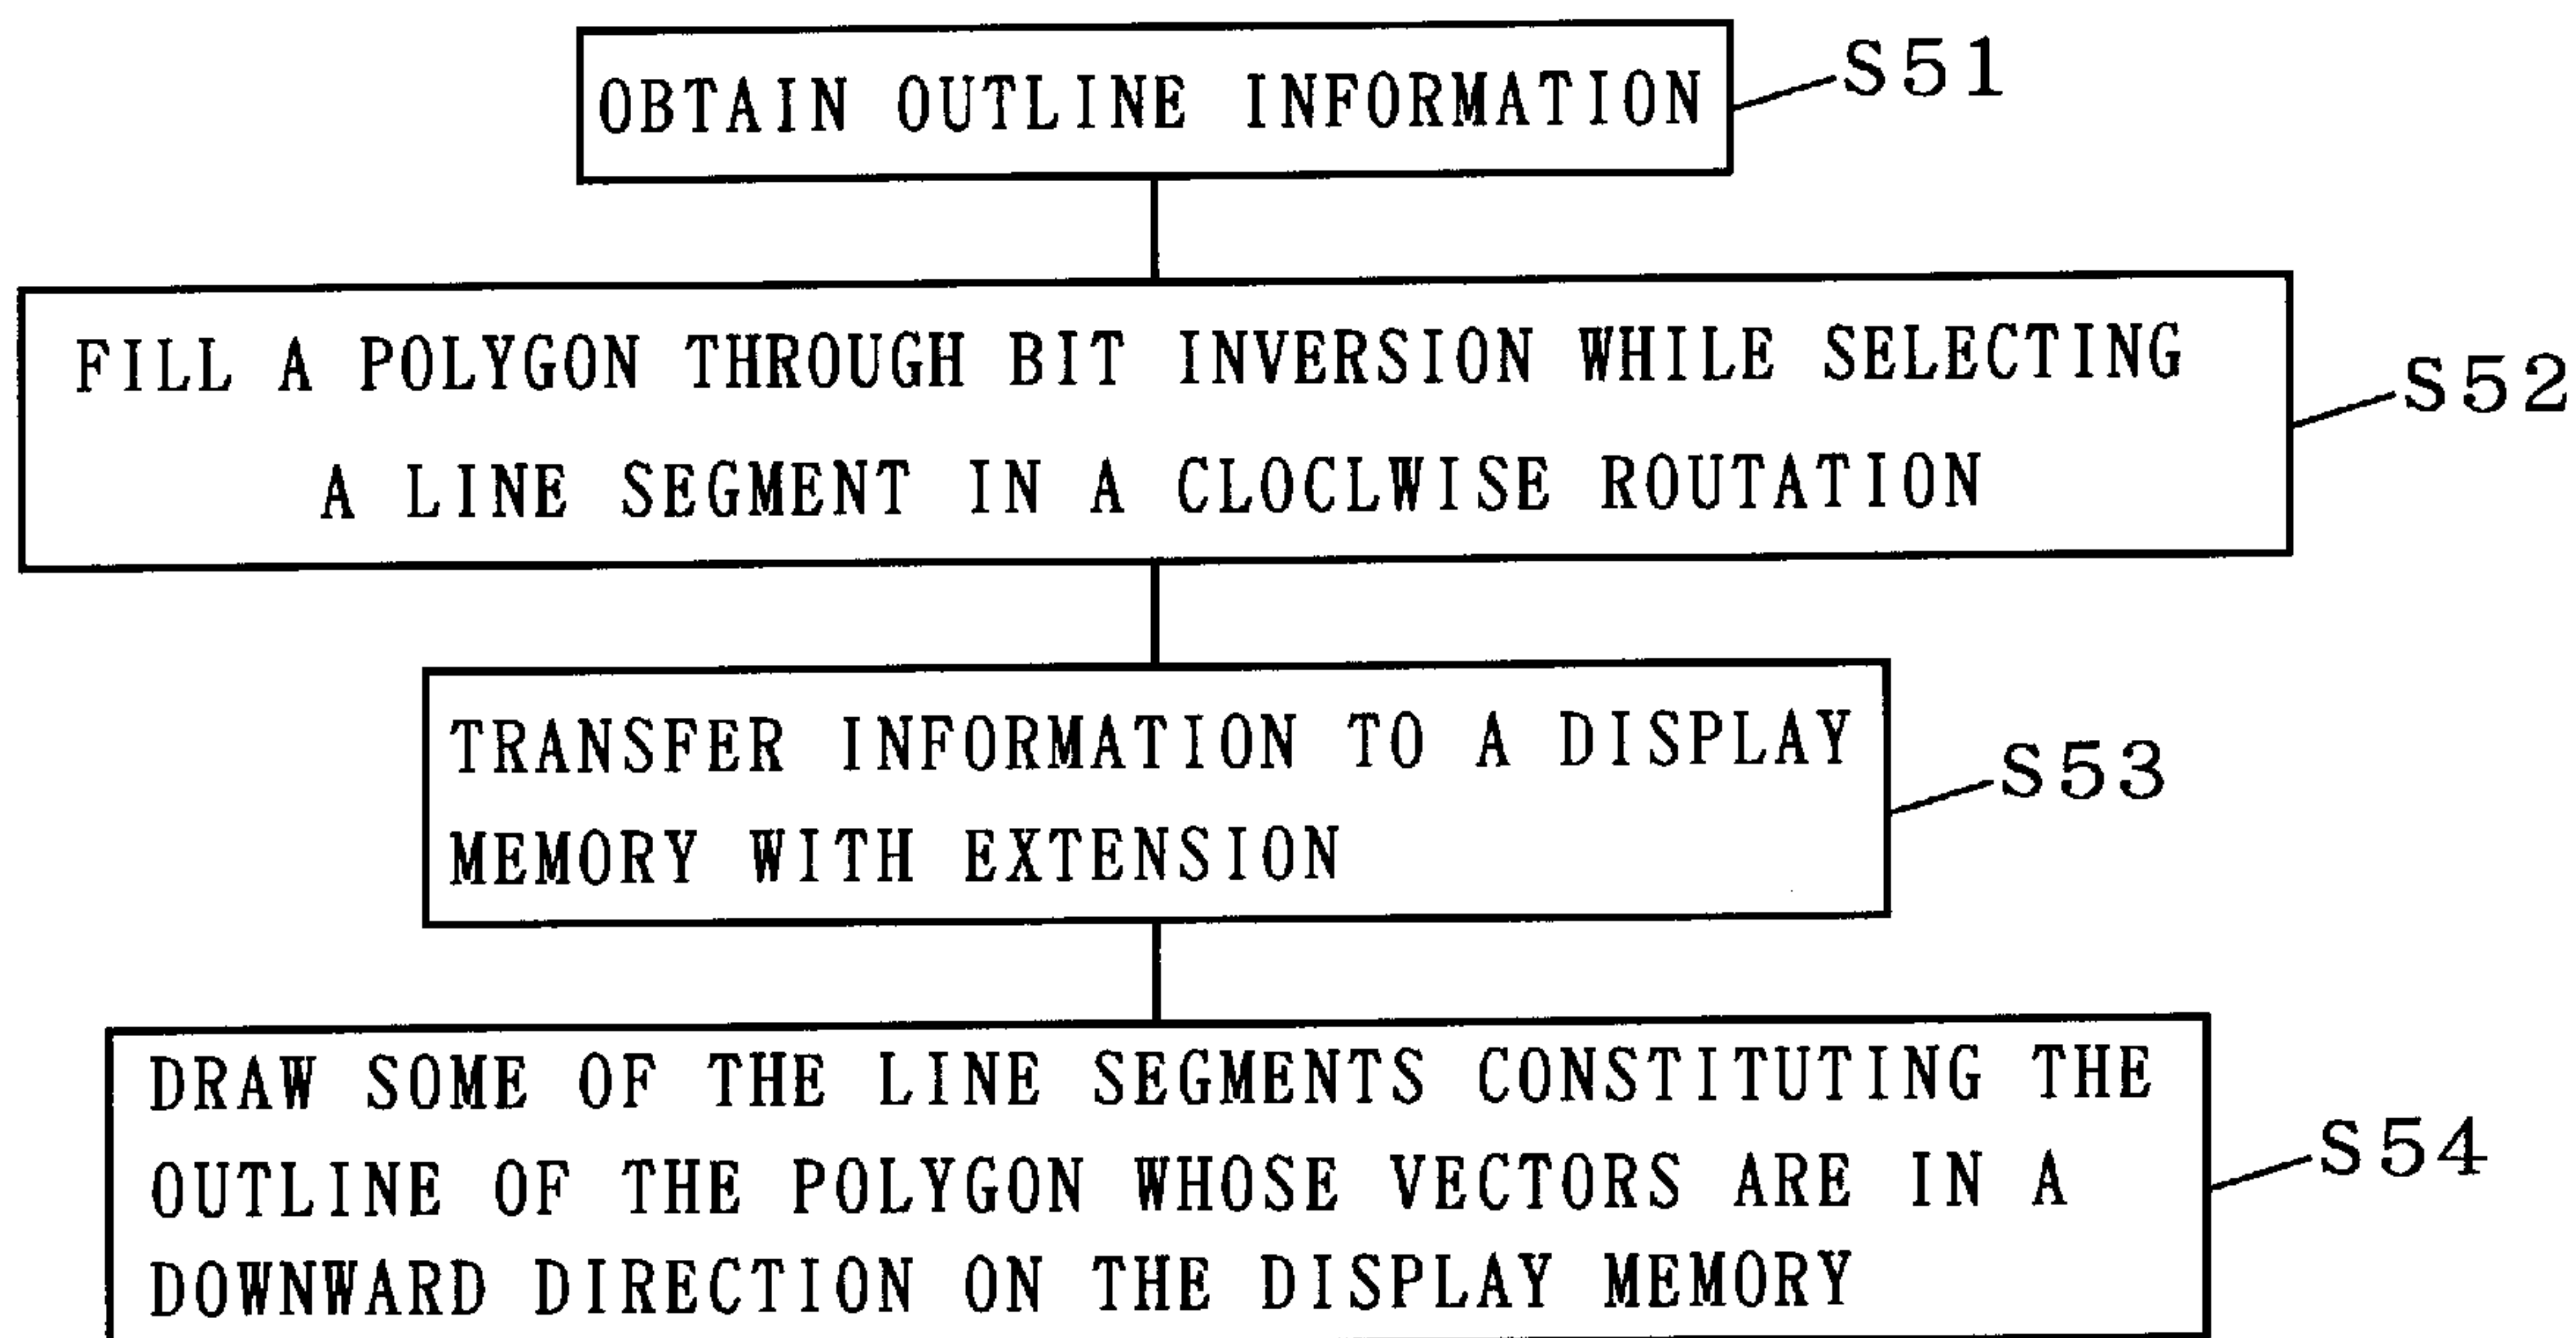 OBTAIN OUTLINE INFORMATION
S51
FILL A POLYGON THROUGH BIT INVERSION WHILE SELECTING
A LINE SEGMENT IN A CLOCLWISE ROUTATION
S52
TRANSFER INFORMATION TO A DISPLAY
MEMORY WITH EXTENSION
S53
DRAW SOME OF THE LINE SEGMENTS CONSTITUTING THE
OUTLINE OF THE POLYGON WHOSE VECTORS ARE IN A
DOWNWARD DIRECTION ON THE DISPLAY MEMORY
S54